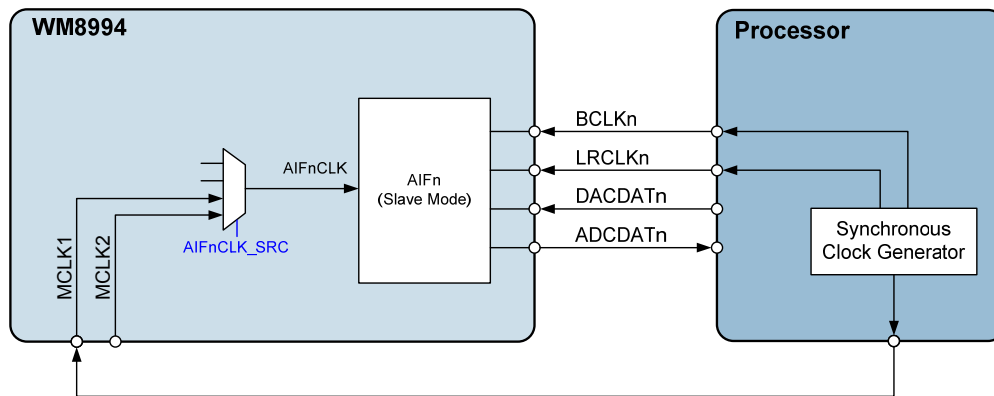 WM8994
Processor
BCLKn
LRCLKn
DACDATn
ADCDATn
AIFnCLK
AIFn
(Slave Mode)
AIFnCLK_SRC
MCLK1
MCLK2
Synchronous
Clock Generator